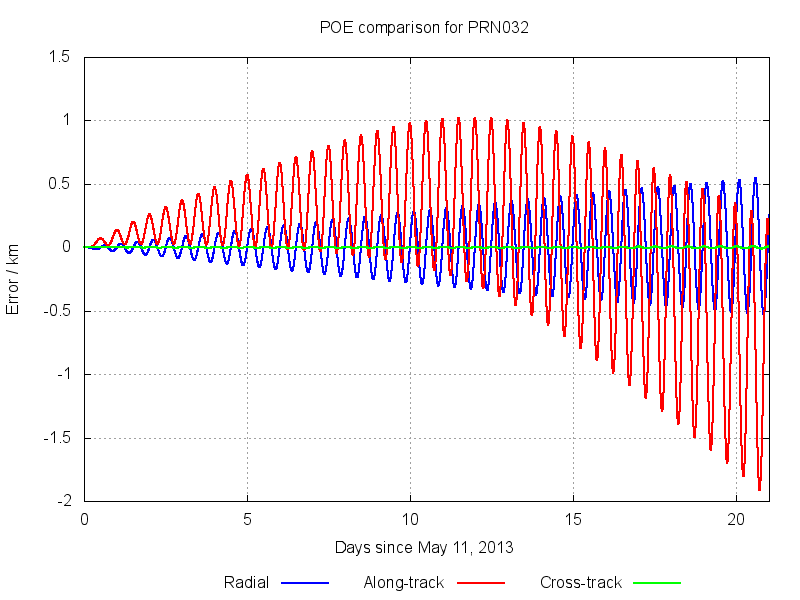 POE comparison for PRN032
1.5
1
0.5
0
-0.5
-1
-1.5
-2
Error / km
0 5 10 15 20
Days since May 11, 2013
Radial Along-track Cross-track